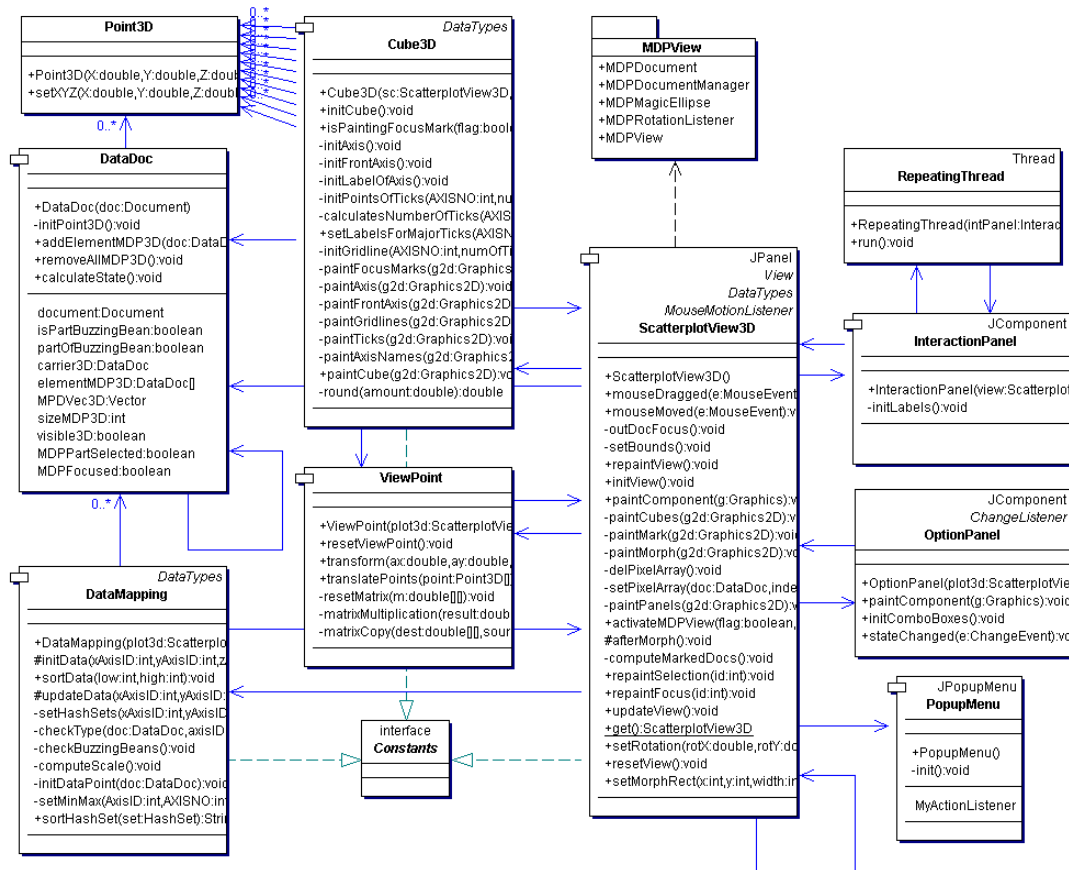 Point3D
+Point3D(X:double,Y:double,Z:doub
+setXYZ(X:double,Y:double,Z:doubl
0..*
0..*
DataDoc
+DataDoc(doc:Document)
-initPoint3D():void
+addElementMDP3D(doc:DataD
+removeAllMDP3D():void
+calculateState():void
document:Document
isPartBuzzingBean:boolean
partOfBuzzingBean:boolean
carrier3D:DataDoc
elementMDP3D:DataDoc[]
MPDVec3D:Vector
sizeMDP3D:int
visible3D:boolean
MDPPartSelected:boolean
MDPFocused:boolean
0..*
DataTypes
DataMapping
+DataMapping(plot3d:Scatterplo
#initData(xAxisID:int,yAxisID:int,z
+sortData(low:int,high:int):void
#updateData(xAxisID:int,yAxisID:
-setHashSets(xAxisID:int,yAxisID
-checkType(doc:DataDoc,axisID
-checkBuzzingBeans():void
-computeScale():void
-initDataPoint(doc:DataDoc):void
-setMinMax(AxisID:int,AXISNO:int
+sortHashSet(set:HashSet):Strin
DataTypes
Cube3D
+Cube3D(sc:ScatterplotView3D,
+initCube():void
+isPaintingFocusMark(flag:boole
-initAxis():void
-initFrontAxis():void
-initLabelOfAxis():void
-initPointsOfTicks(AXISNO:int,nu
-calculatesNumberOfTicks(AXIS
+setLabelsForMajorTicks(AXISN
-initGridline(AXISNO:int,numOfTi
-paintFocusMarks(g2d:Graphics
-paintAxis(g2d:Graphics2D):void
-paintFrontAxis(g2d:Graphics2D
-paintGridlines(g2d:Graphics2D
-paintTicks(g2d:Graphics2D):voi
-paintAxisNames(g2d:Graphics2
+paintCube(g2d:Graphics2D):vo
-round(amount:double):double
ViewPoint
+ViewPoint(plot3d:ScatterplotVie
+resetViewPoint():void
+transform(ax:double,ay:double,
+translatePoints(point:Point3D[]
-resetMatrix(m:double[][]):void
-matrixMultiplication(result:doub
-matrixCopy(dest:double[][],sour
interface
Constants
MDPView
+MDPDocument
+MDPDocumentManager
+MDPMagicEllipse
+MDPRotationListener
+MDPView
JPanel
View
DataTypes
MouseMotionListener
ScatterplotView3D
+ScatterplotView3D()
+mouseDragged(e:MouseEvent
+mouseMoved(e:MouseEvent):v
-outDocFocus():void
-setBounds():void
+repaintView():void
+initView():void
+paintComponent(g:Graphics):v
-paintCubes(g2d:Graphics2D):v
-paintMark(g2d:Graphics2D):void
-paintMorph(g2d:Graphics2D):vo
-delPixelArray():void
-setPixelArray(doc:DataDoc,inde
-paintPanels(g2d:Graphics2D):v
+activateMDPView(flag:boolean,
#afterMorph():void
-computeMarkedDocs():void
+repaintSelection(id:int):void
+repaintFocus(id:int):void
+updateView():void
+get():ScatterplotView3D
+setRotation(rotX:double,rotY:do
+resetView():void
+setMorphRect(x:int,y:int,width:in
Thread
RepeatingThread
+RepeatingThread(intPanel:Interac
+run():void
JComponent
InteractionPanel
+InteractionPanel(view:Scatterplot
-initLabels():void
JComponent
ChangeListener
OptionPanel
+OptionPanel(plot3d:ScatterplotVie
+paintComponent(g:Graphics):void
+initComboBoxes():void
+stateChanged(e:ChangeEvent):vo
JPopupMenu
PopupMenu
+PopupMenu()
-init():void
MyActionListener